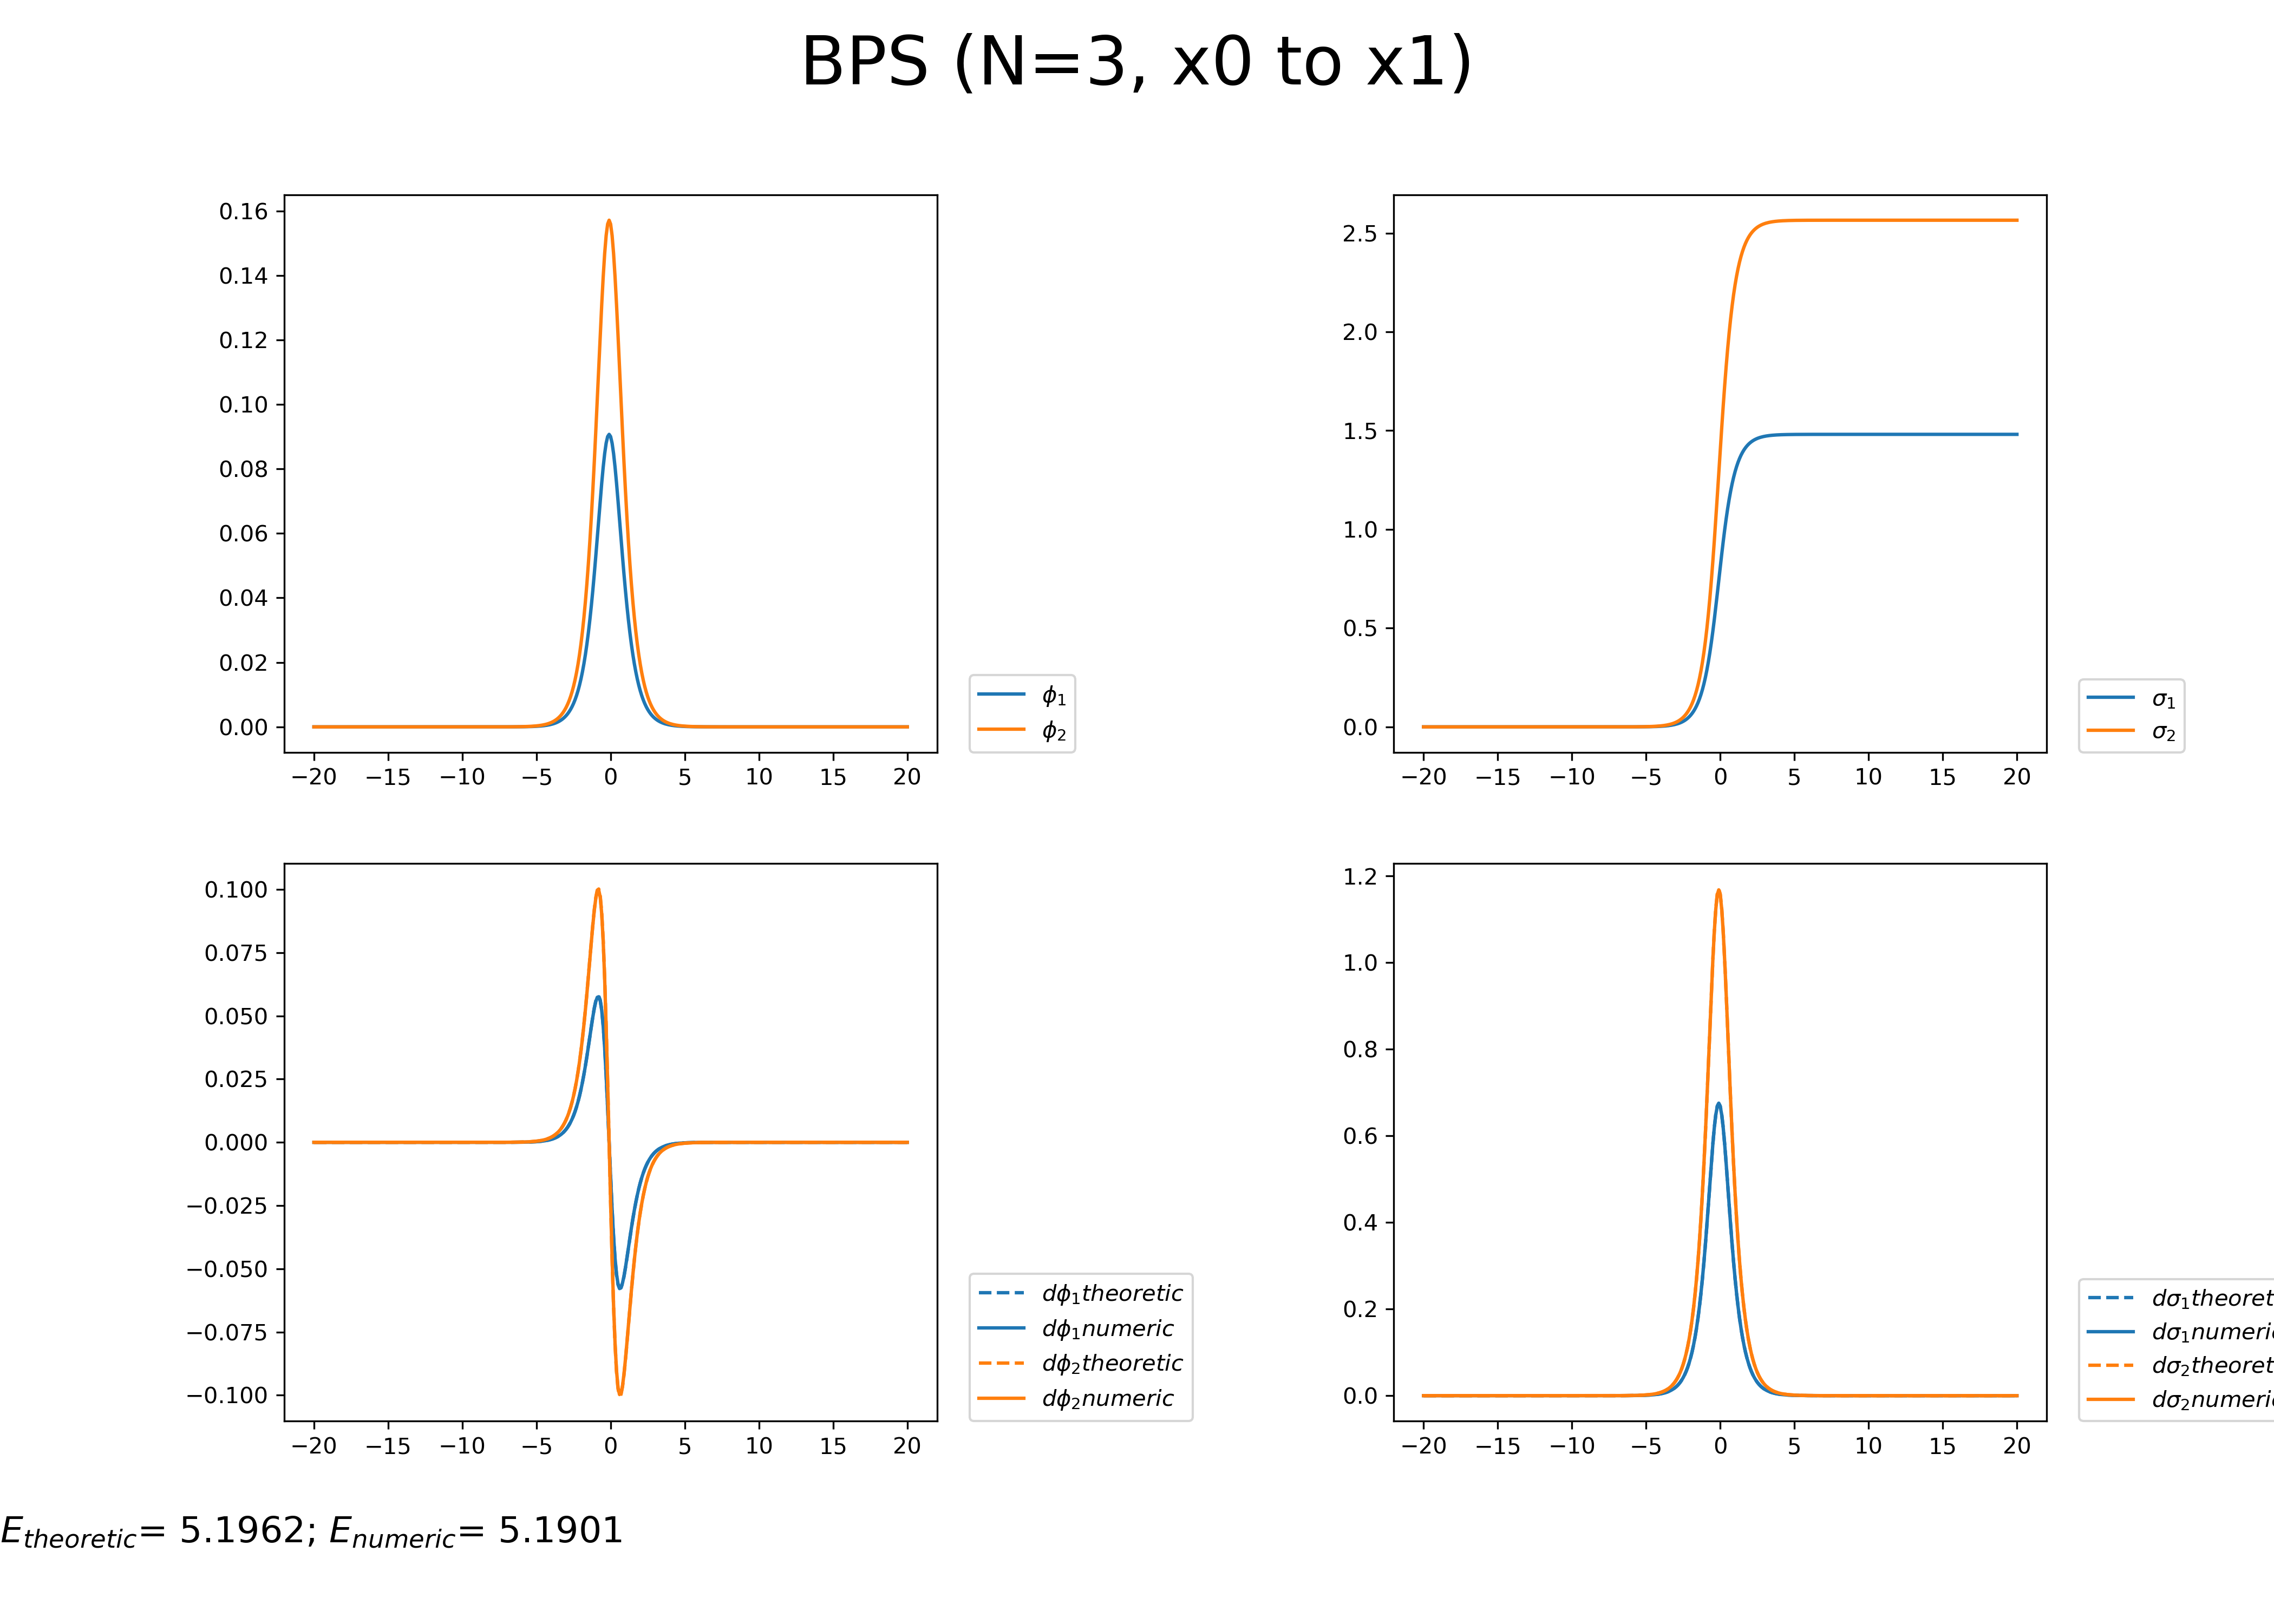 BPS (N=3, x0 to x1)
0.16
0.14
0.12
0.10
0.08
0.06
0.04
0.02
0.00
−20 −15 −10 −5 0 5 10 15 20
ϕ₁
ϕ₂
2.5
2.0
1.5
1.0
0.5
0.0
−20 −15 −10 −5 0 5 10 15 20
σ₁
σ₂
0.100
0.075
0.050
0.025
0.000
−0.025
−0.050
−0.075
−0.100
−20 −15 −10 −5 0 5 10 15 20
dϕ₁theoretic
dϕ₁numeric
dϕ₂theoretic
dϕ₂numeric
1.2
1.0
0.8
0.6
0.4
0.2
0.0
−20 −15 −10 −5 0 5 10 15 20
dσ₁theoret
dσ₁numeric
dσ₂theoret
dσ₂numeric
E_theoretic= 5.1962; E_numeric= 5.1901